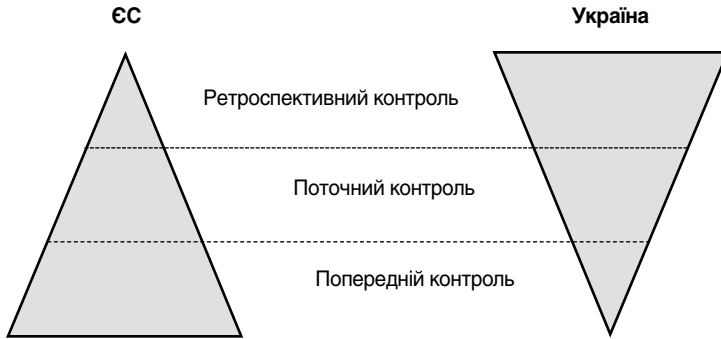 ЄС
Україна
Ретроспективний контроль
Поточний контроль
Попередній контроль